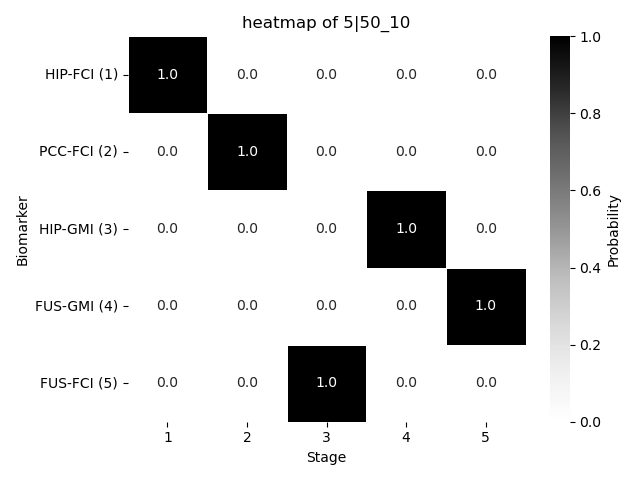 heatmap of 5|50_10
HIP-FCI (1) 1.0 0.0 0.0 0.0 0.0
PCC-FCI (2) 0.0 1.0 0.0 0.0 0.0
HIP-GMI (3) 0.0 0.0 0.0 1.0 0.0
FUS-GMI (4) 0.0 0.0 0.0 0.0 1.0
FUS-FCI (5) 0.0 0.0 1.0 0.0 0.0
1 2 3 4 5
Stage
Biomarker
1.0
0.8
0.6
0.4
0.2
0.0
Probability